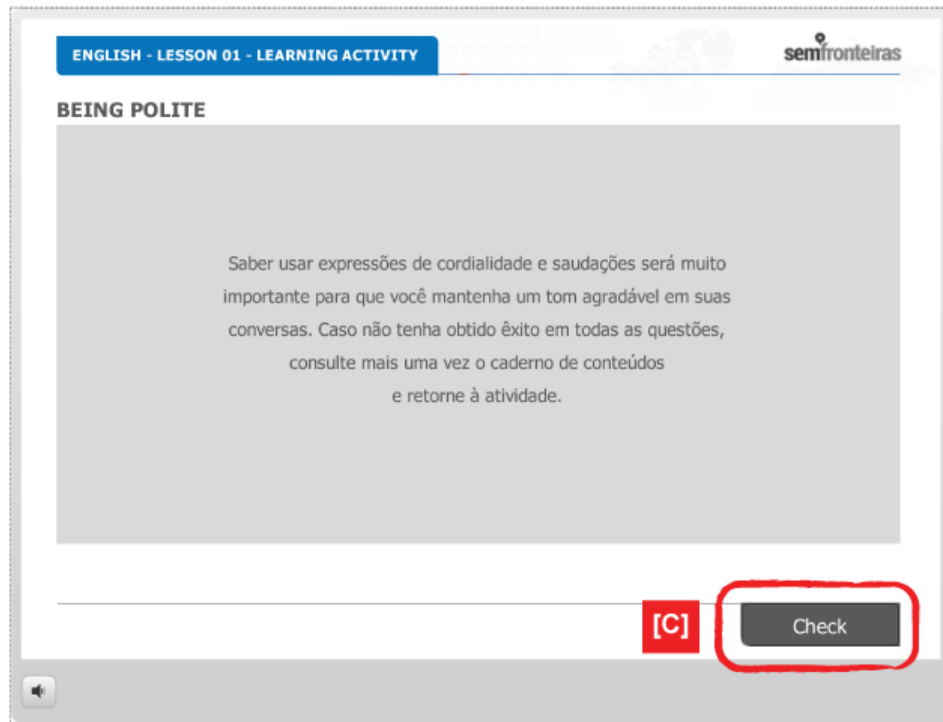 ENGLISH - LESSON 01 - LEARNING ACTIVITY
semfronteiras
BEING POLITE
Saber usar expressões de cordialidade e saudações será muito
importante para que você mantenha um tom agradável em suas
conversas. Caso não tenha obtido êxito em todas as questões,
consulte mais uma vez o caderno de conteúdos
e retorne à atividade.
[C]
Check